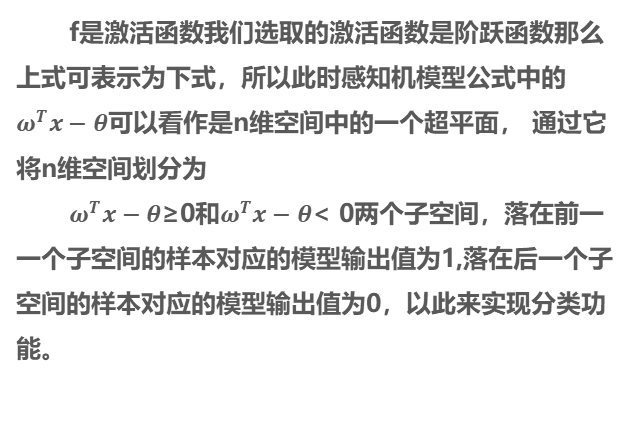 f是激活函数我们选取的激活函数是阶跃函数那么
上式可表示为下式，所以此时感知机模型公式中的
ω^T x − θ可以看作是n维空间中的一个超平面， 通过它
将n维空间划分为
ω^T x − θ≥0和ω^T x − θ< 0两个子空间，落在前一
一个子空间的样本对应的模型输出值为1,落在后一个子
空间的样本对应的模型输出值为0，以此来实现分类功
能。